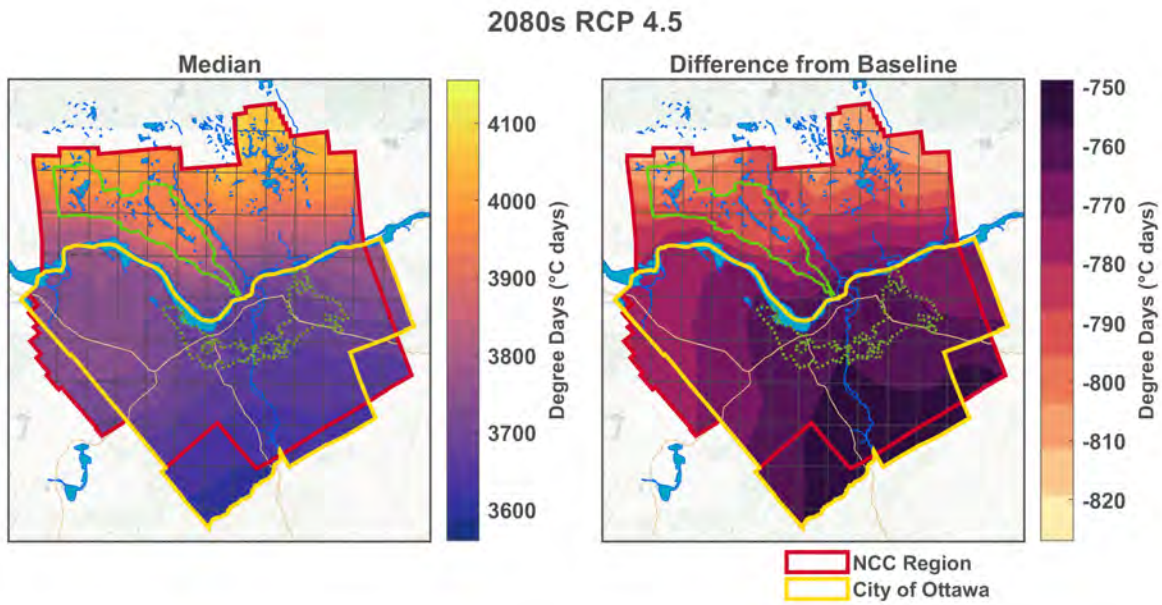 2080s RCP 4.5
Median
4100
4000
3900
3800
3700
3600
Degree Days (°C days)
Difference from Baseline
-750
-760
-770
-780
-790
-800
-810
-820
Degree Days (°C days)
NCC Region
City of Ottawa